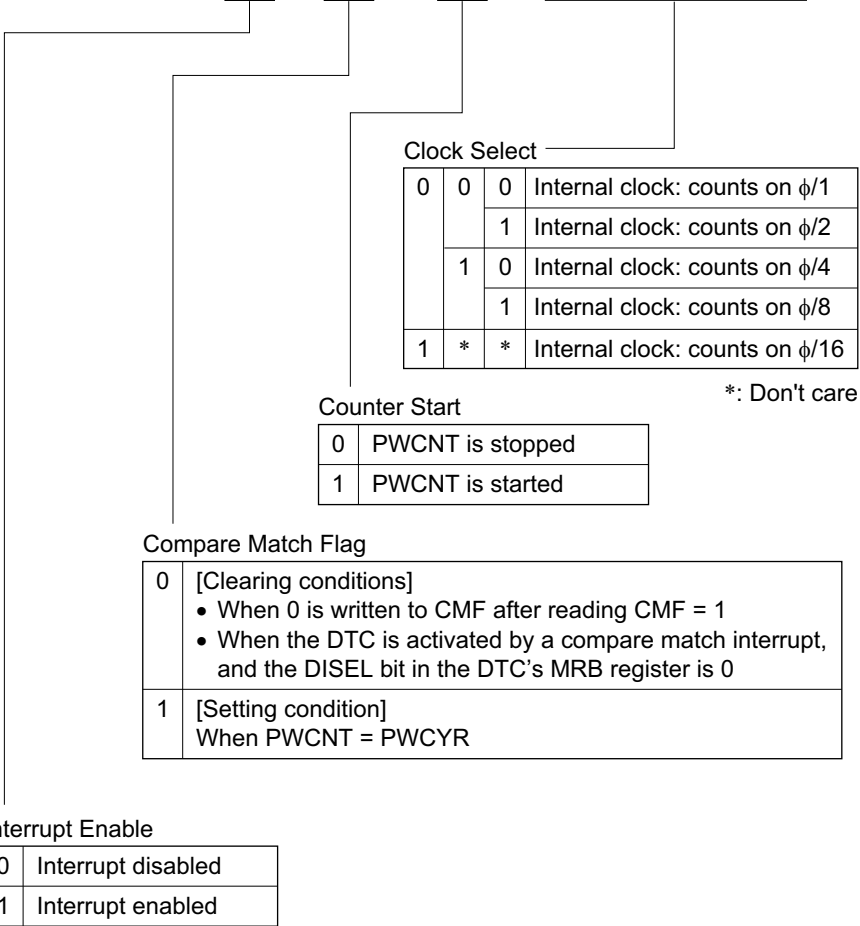 Clock Select
0 0 0 Internal clock: counts on ϕ/1
1 Internal clock: counts on ϕ/2
1 0 Internal clock: counts on ϕ/4
1 Internal clock: counts on ϕ/8
1 * * Internal clock: counts on ϕ/16
*: Don't care
Counter Start
0 PWCNT is stopped
1 PWCNT is started
Compare Match Flag
0 [Clearing conditions]
• When 0 is written to CMF after reading CMF = 1
• When the DTC is activated by a compare match interrupt,
and the DISEL bit in the DTC’s MRB register is 0
1 [Setting condition]
When PWCNT = PWCYR
nterrupt Enable
0 Interrupt disabled
1 Interrupt enabled